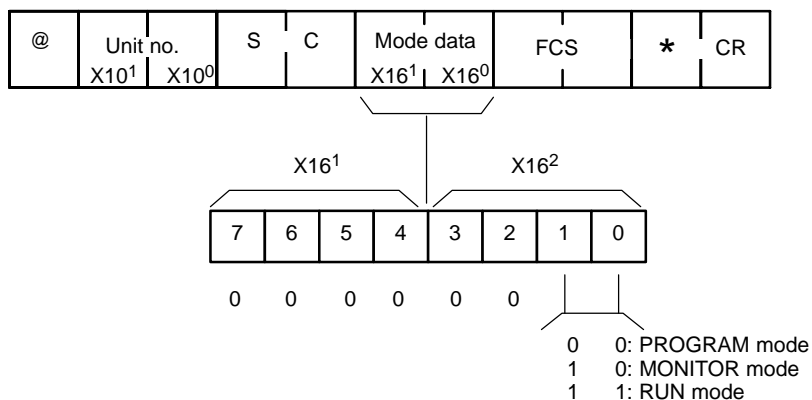 @ Unit no. S C Mode data FCS * CR
X10¹ X10⁰ X16¹ X16⁰
X16¹ X16²
7 6 5 4 3 2 1 0
0 0 0 0 0 0
0 0: PROGRAM mode
1 0: MONITOR mode
1 1: RUN mode